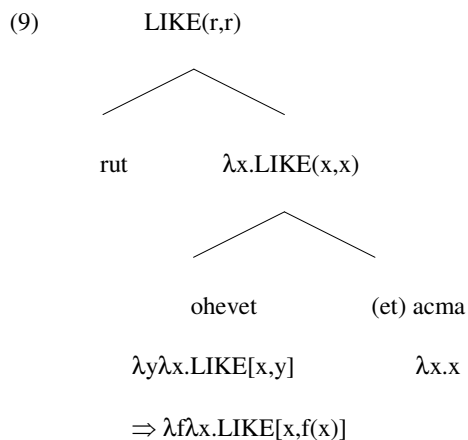 (9) LIKE(r,r)
rut λx.LIKE(x,x)
ohevet (et) acma
λyλx.LIKE[x,y] λx.x
⇒ λfλx.LIKE[x,f(x)]